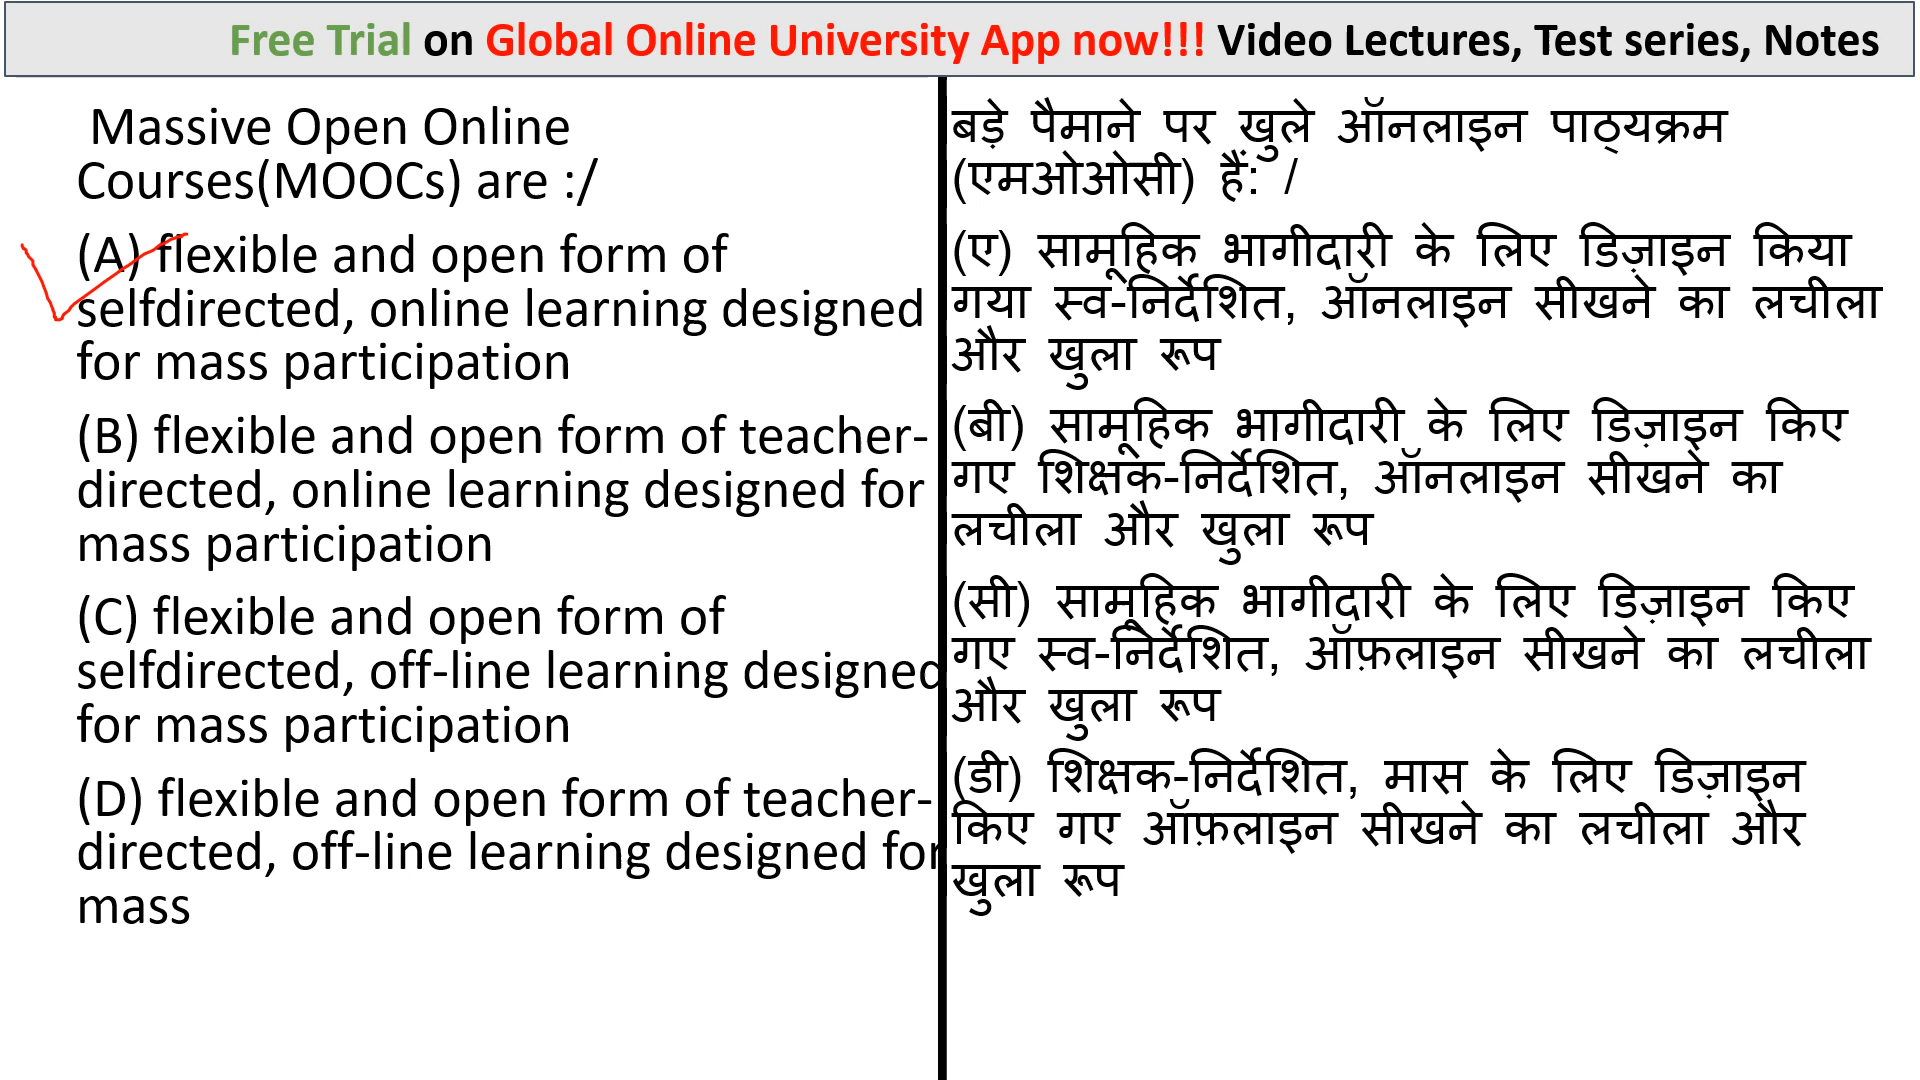 Free Trial on Global Online University App now!!! Video Lectures, Test series, Notes
Massive Open Online
Courses(MOOCs) are :/
(A) flexible and open form of
selfdirected, online learning designed
for mass participation
(B) flexible and open form of teacher-
directed, online learning designed for
mass participation
(C) flexible and open form of
selfdirected, off-line learning designed
for mass participation
(D) flexible and open form of teacher-
directed, off-line learning designed for
mass
बड़े पैमाने पर खुले ऑनलाइन पाठ्यक्रम
(एमओओसी) हैं: /
(ए) सामूहिक भागीदारी के लिए डिज़ाइन किया
गया स्व-निर्देशित, ऑनलाइन सीखने का लचीला
और खुला रूप
(बी) सामूहिक भागीदारी के लिए डिज़ाइन किए
गए शिक्षक-निर्देशित, ऑनलाइन सीखने का
लचीला और खुला रूप
(सी) सामूहिक भागीदारी के लिए डिज़ाइन किए
गए स्व-निर्देशित, ऑफ़लाइन सीखने का लचीला
और खुला रूप
(डी) शिक्षक-निर्देशित, मास के लिए डिज़ाइन
किए गए ऑफ़लाइन सीखने का लचीला और
खुला रूप